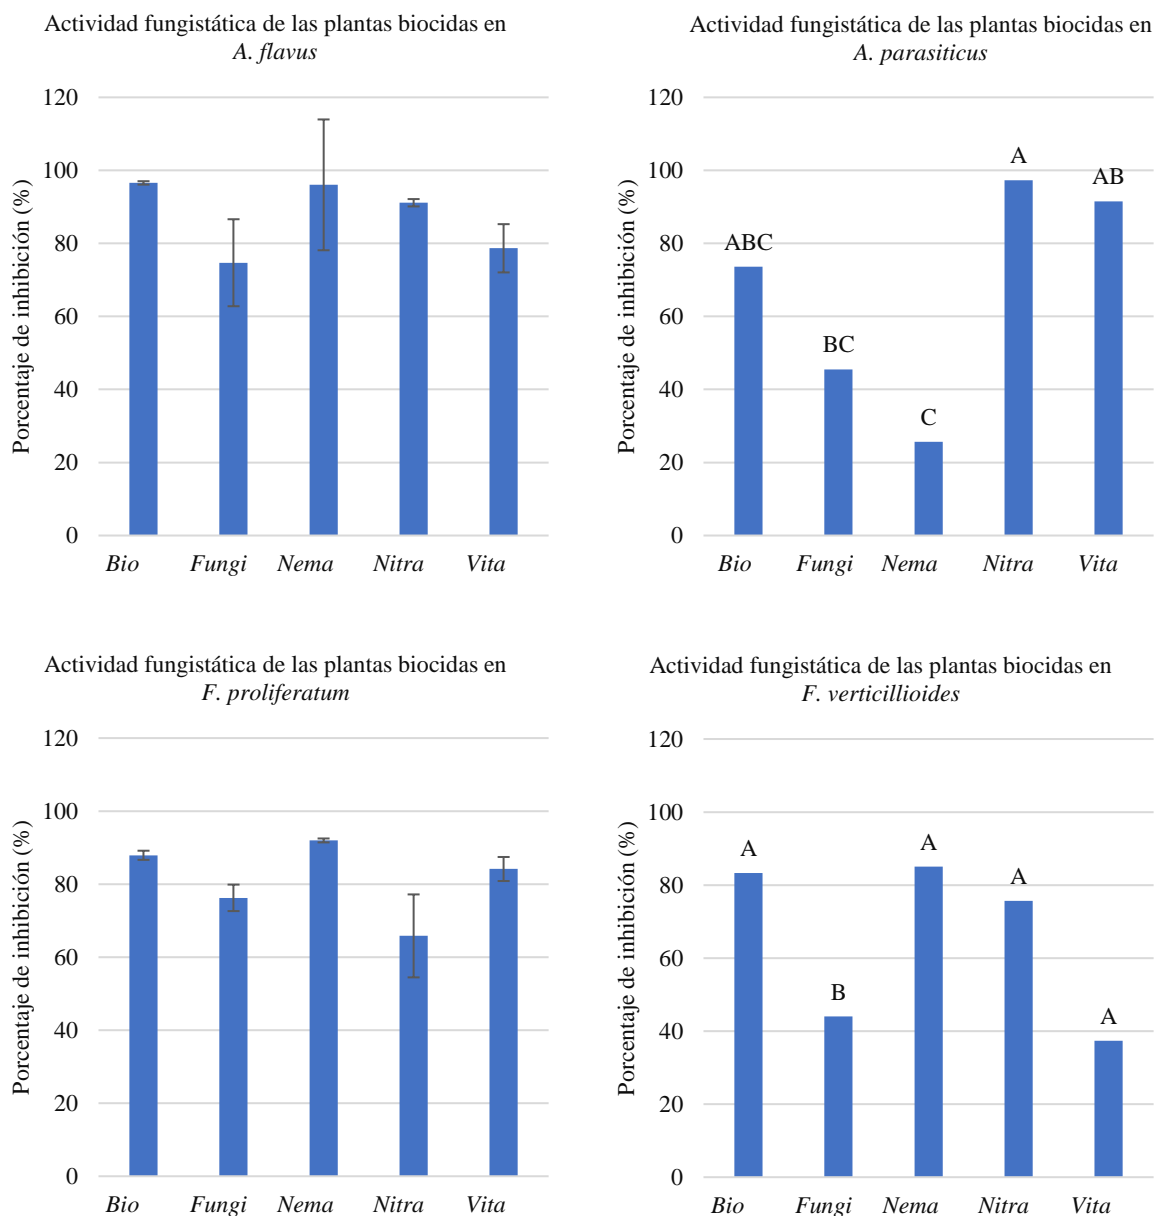 Actividad fungistática de las plantas biocidas en
A. flavus
Porcentaje de inhibición (%)
120
100
80
60
40
20
0
Bio Fungi Nema Nitra Vita
Actividad fungistática de las plantas biocidas en
A. parasiticus
Porcentaje de inhibición (%)
120
100
80
60
40
20
0
ABC
BC
C
A
AB
Bio Fungi Nema Nitra Vita
Actividad fungistática de las plantas biocidas en
F. proliferatum
Porcentaje de inhibición (%)
120
100
80
60
40
20
0
Bio Fungi Nema Nitra Vita
Actividad fungistática de las plantas biocidas en
F. verticillioides
Porcentaje de inhibición (%)
120
100
80
60
40
20
0
A
B
A
A
A
Bio Fungi Nema Nitra Vita